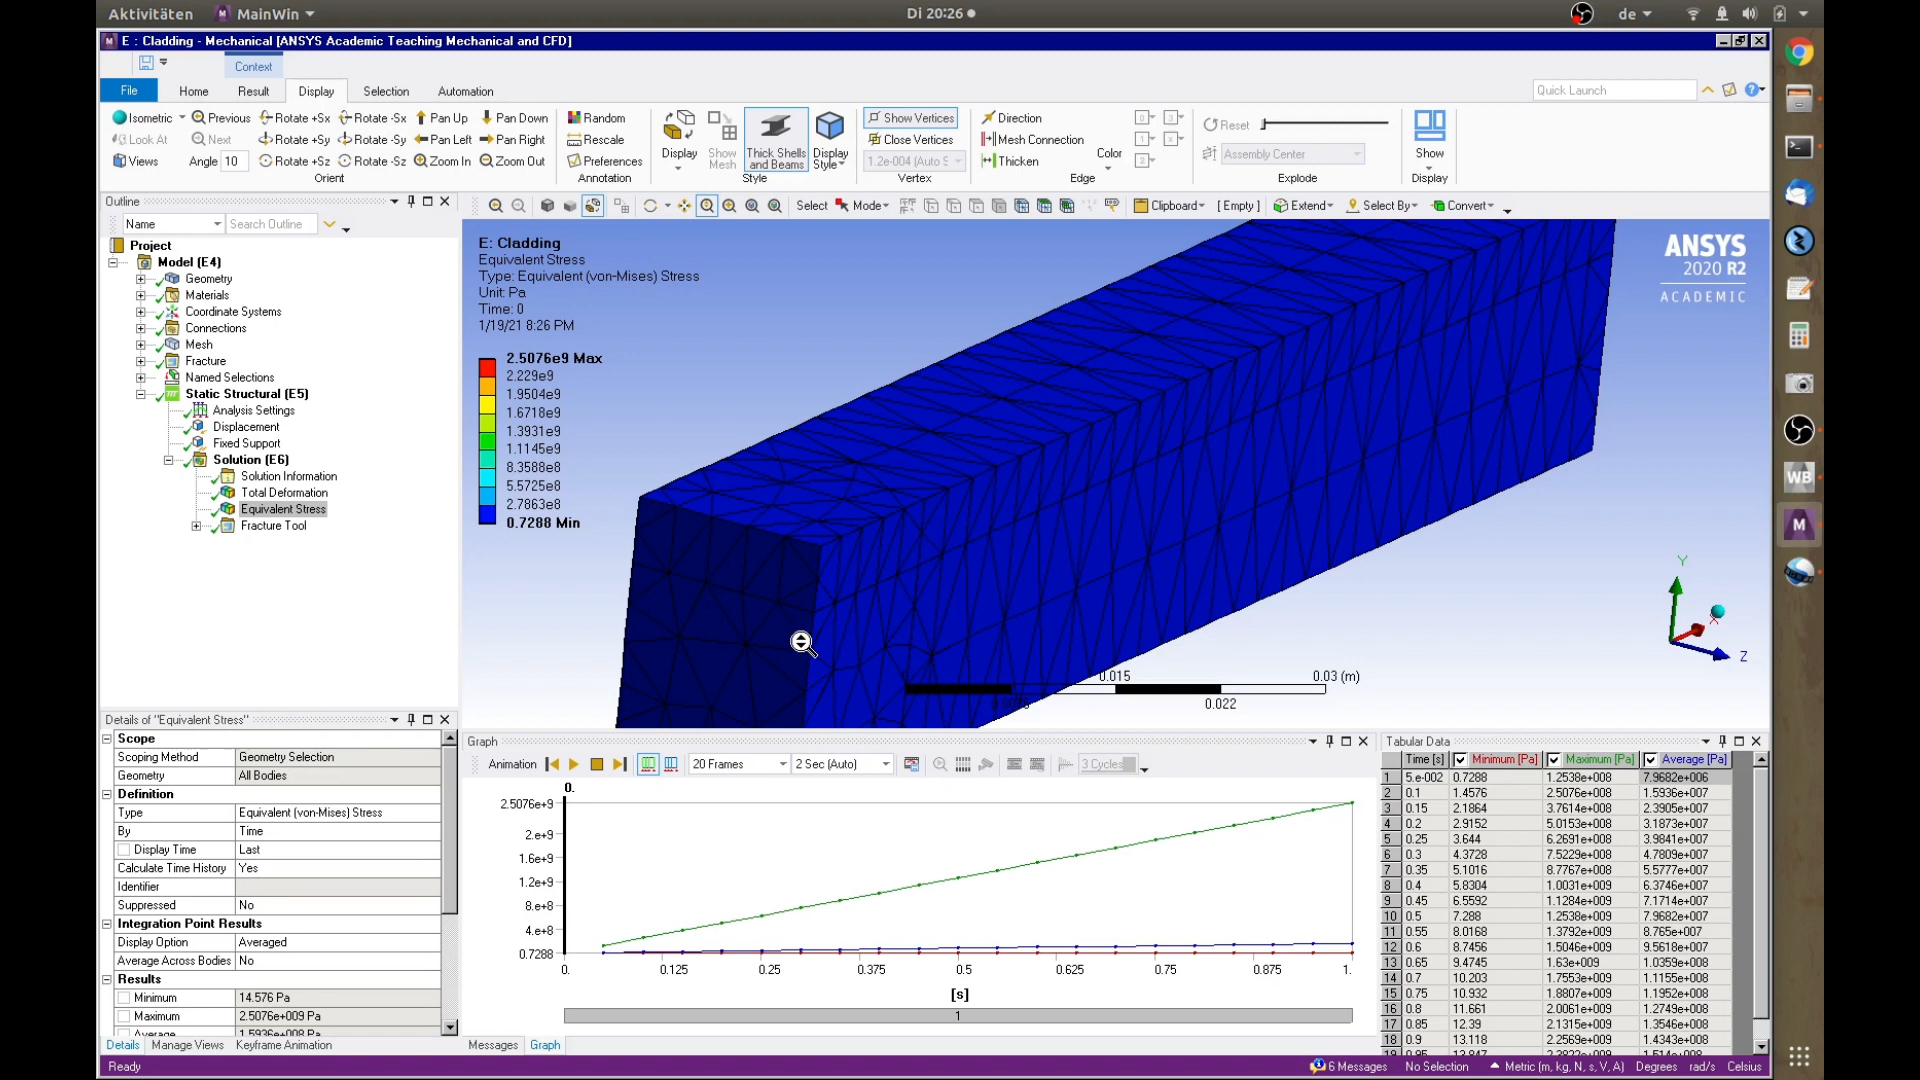 Aktivitäten
MainWin
Di 20:26
de
E : Cladding - Mechanical [ANSYS Academic Teaching Mechanical and CFD]
Context
File
Home
Result
Display
Selection
Automation
Quick Launch
Isometric
Previous
Rotate +Sx
Rotate -Sx
Pan Up
Pan Down
Look At
Next
Rotate +Sy
Rotate -Sy
Pan Left
Pan Right
Views
Angle 10
Rotate +Sz
Rotate -Sz
Zoom In
Zoom Out
Orient
Random
Rescale
Preferences
Annotation
Display
Show Mesh
Thick Shells and Beams
Display Style
Style
Show Vertices
Close Vertices
1.2e-004 (Auto S
Vertex
Direction
Mesh Connection
Thicken
Color
Edge
Reset
Assembly Center
Explode
Show
Display
Outline
Name
Search Outline
Select
Mode
Clipboard
[ Empty ]
Extend
Select By
Convert
Project
Model (E4)
Geometry
Materials
Coordinate Systems
Connections
Mesh
Fracture
Named Selections
Static Structural (E5)
Analysis Settings
Displacement
Fixed Support
Solution (E6)
Solution Information
Total Deformation
Equivalent Stress
Fracture Tool
E: Cladding
Equivalent Stress
Type: Equivalent (von-Mises) Stress
Unit: Pa
Time: 0
1/19/21 8:26 PM
2.5076e9 Max
2.229e9
1.9504e9
1.6718e9
1.3931e9
1.1145e9
8.3588e8
5.5725e8
2.7863e8
0.7288 Min
ANSYS
2020 R2
ACADEMIC
Y
X
Z
0.015
0.03 (m)
0.022
Details of "Equivalent Stress"
Scope
Scoping Method Geometry Selection
Geometry All Bodies
Definition
Type Equivalent (von-Mises) Stress
By Time
Display Time Last
Calculate Time History Yes
Identifier
Suppressed No
Integration Point Results
Display Option Averaged
Average Across Bodies No
Results
Minimum 14.576 Pa
Maximum 2.5076e+009 Pa
Average 1.5936e+008 Pa
Details
Manage Views
Keyframe Animation
Graph
Animation
20 Frames
2 Sec (Auto)
3 Cycles
0.
2.5076e+9
2.e+9
1.6e+9
1.2e+9
8.e+8
4.e+8
0.7288
0. 0.125 0.25 0.375 0.5 0.625 0.75 0.875 1.
[s]
1
Messages
Graph
Tabular Data
Time [s] Minimum [Pa] Maximum [Pa] Average [Pa]
1 5.e-002 0.7288 1.2538e+008 7.9682e+006
2 0.1 1.4576 2.5076e+008 1.5936e+007
3 0.15 2.1864 3.7614e+008 2.3905e+007
4 0.2 2.9152 5.0153e+008 3.1873e+007
5 0.25 3.644 6.2691e+008 3.9841e+007
6 0.3 4.3728 7.5229e+008 4.7809e+007
7 0.35 5.1016 8.7767e+008 5.5777e+007
8 0.4 5.8304 1.0031e+009 6.3746e+007
9 0.45 6.5592 1.1284e+009 7.1714e+007
10 0.5 7.288 1.2538e+009 7.9682e+007
11 0.55 8.0168 1.3792e+009 8.765e+007
12 0.6 8.7456 1.5046e+009 9.5618e+007
13 0.65 9.4745 1.63e+009 1.0359e+008
14 0.7 10.203 1.7553e+009 1.1155e+008
15 0.75 10.932 1.8807e+009 1.1952e+008
16 0.8 11.661 2.0061e+009 1.2749e+008
17 0.85 12.39 2.1315e+009 1.3546e+008
18 0.9 13.118 2.2569e+009 1.4343e+008
19 0.95 13.847 2.3822e+009 1.514e+008
Ready
6 Messages
No Selection
Metric (m, kg, N, s, V, A)
Degrees
rad/s
Celsius
WB
M